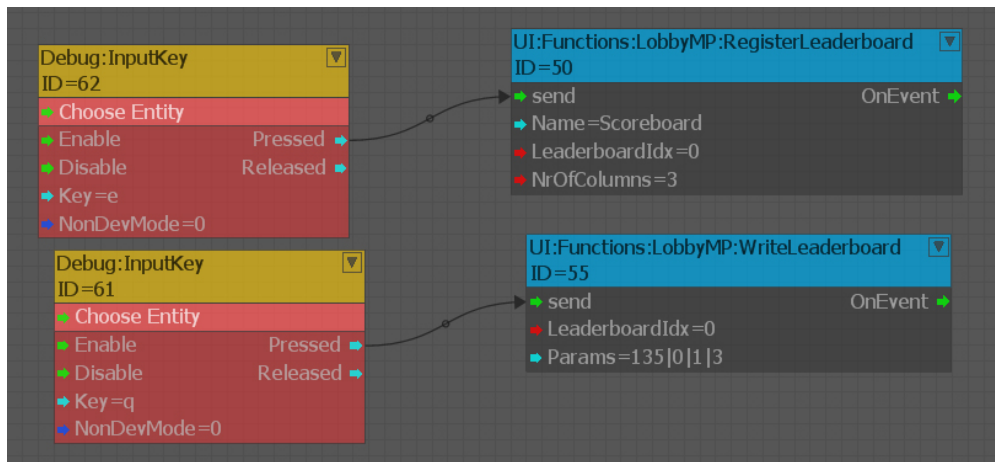 Debug:InputKey
ID=62
Choose Entity
Enable Pressed
Disable Released
Key=e
NonDevMode=0
UI:Functions:LobbyMP:RegisterLeaderboard
ID=50
send OnEvent
Name=Scoreboard
LeaderboardIdx=0
NrOfColumns=3
Debug:InputKey
ID=61
Choose Entity
Enable Pressed
Disable Released
Key=q
NonDevMode=0
UI:Functions:LobbyMP:WriteLeaderboard
ID=55
send OnEvent
LeaderboardIdx=0
Params=135|0|1|3